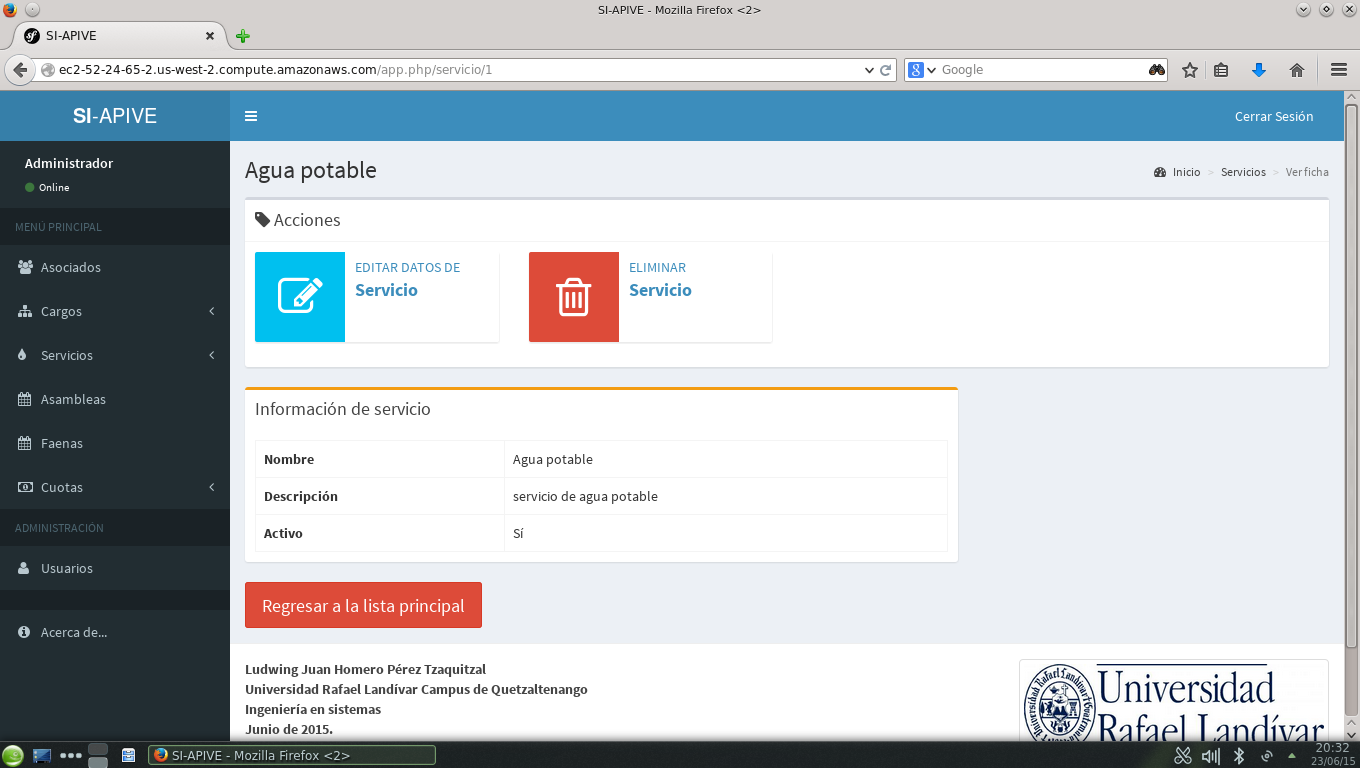 SI-APIVE - Mozilla Firefox <2>
SI-APIVE
ec2-52-24-65-2.us-west-2.compute.amazonaws.com/app.php/servicio/1
Google
SI-APIVE
Cerrar Sesión
Administrador
Online
MENÚ PRINCIPAL
Asociados
Cargos
Servicios
Asambleas
Faenas
Cuotas
ADMINISTRACIÓN
Usuarios
Acerca de...
Agua potable
Inicio > Servicios > Ver ficha
Acciones
EDITAR DATOS DE
Servicio
ELIMINAR
Servicio
Información de servicio
Nombre Agua potable
Descripción servicio de agua potable
Activo Sí
Regresar a la lista principal
Ludwing Juan Homero Pérez Tzaquitzal
Universidad Rafael Landívar Campus de Quetzaltenango
Ingeniería en sistemas
Junio de 2015.
Universidad
Rafael Landívar
SI-APIVE - Mozilla Firefox <2>
20:32
23/06/15